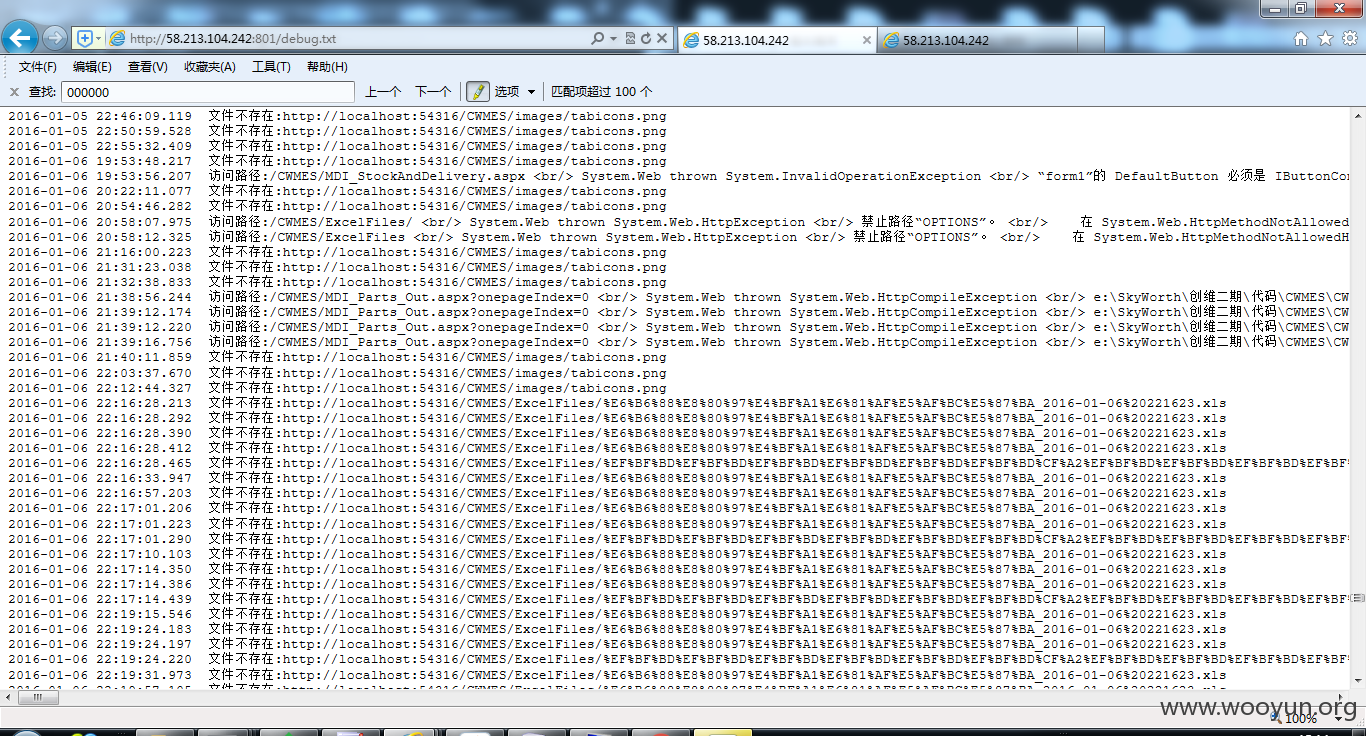 http://58.213.104.242:801/debug.txt
58.213.104.242
58.213.104.242
文件(F) 编辑(E) 查看(V) 收藏夹(A) 工具(T) 帮助(H)
查找: 000000 上一个 下一个 选项 匹配项超过 100 个
2016-01-05 22:46:09.119 文件不存在:http://localhost:54316/CWMES/images/tabicons.png
2016-01-05 22:50:59.528 文件不存在:http://localhost:54316/CWMES/images/tabicons.png
2016-01-05 22:55:32.409 文件不存在:http://localhost:54316/CWMES/images/tabicons.png
2016-01-06 19:53:48.217 文件不存在:http://localhost:54316/CWMES/images/tabicons.png
2016-01-06 19:53:56.207 访问路径:/CWMES/MDI_StockAndDelivery.aspx <br/> System.Web thrown System.InvalidOperationException <br/> “form1”的 DefaultButton 必须是 IButtonCon
2016-01-06 20:22:11.077 文件不存在:http://localhost:54316/CWMES/images/tabicons.png
2016-01-06 20:54:46.282 文件不存在:http://localhost:54316/CWMES/images/tabicons.png
2016-01-06 20:58:07.975 访问路径:/CWMES/ExcelFiles/ <br/> System.Web thrown System.Web.HttpException <br/> 禁止路径“OPTIONS”。 <br/> 在 System.Web.HttpMethodNotAllowed
2016-01-06 20:58:12.325 访问路径:/CWMES/ExcelFiles <br/> System.Web thrown System.Web.HttpException <br/> 禁止路径“OPTIONS”。 <br/> 在 System.Web.HttpMethodNotAllowedH
2016-01-06 21:16:00.223 文件不存在:http://localhost:54316/CWMES/images/tabicons.png
2016-01-06 21:31:23.038 文件不存在:http://localhost:54316/CWMES/images/tabicons.png
2016-01-06 21:32:38.833 文件不存在:http://localhost:54316/CWMES/images/tabicons.png
2016-01-06 21:38:56.244 访问路径:/CWMES/MDI_Parts_Out.aspx?onepageIndex=0 <br/> System.Web thrown System.Web.HttpCompileException <br/> e:\SkyWorth\创维二期\代码\CWMES\CW
2016-01-06 21:39:12.174 访问路径:/CWMES/MDI_Parts_Out.aspx?onepageIndex=0 <br/> System.Web thrown System.Web.HttpCompileException <br/> e:\SkyWorth\创维二期\代码\CWMES\CW
2016-01-06 21:39:12.220 访问路径:/CWMES/MDI_Parts_Out.aspx?onepageIndex=0 <br/> System.Web thrown System.Web.HttpCompileException <br/> e:\SkyWorth\创维二期\代码\CWMES\CW
2016-01-06 21:39:16.756 访问路径:/CWMES/MDI_Parts_Out.aspx?onepageIndex=0 <br/> System.Web thrown System.Web.HttpCompileException <br/> e:\SkyWorth\创维二期\代码\CWMES\CW
2016-01-06 21:40:11.859 文件不存在:http://localhost:54316/CWMES/images/tabicons.png
2016-01-06 22:03:37.670 文件不存在:http://localhost:54316/CWMES/images/tabicons.png
2016-01-06 22:12:44.327 文件不存在:http://localhost:54316/CWMES/images/tabicons.png
2016-01-06 22:16:28.213 文件不存在:http://localhost:54316/CWMES/ExcelFiles/%E6%B6%88%E8%80%97%E4%BF%A1%E6%81%AF%E5%AF%BC%E5%87%BA_2016-01-06%20221623.xls
2016-01-06 22:16:28.292 文件不存在:http://localhost:54316/CWMES/ExcelFiles/%E6%B6%88%E8%80%97%E4%BF%A1%E6%81%AF%E5%AF%BC%E5%87%BA_2016-01-06%20221623.xls
2016-01-06 22:16:28.390 文件不存在:http://localhost:54316/CWMES/ExcelFiles/%E6%B6%88%E8%80%97%E4%BF%A1%E6%81%AF%E5%AF%BC%E5%87%BA_2016-01-06%20221623.xls
2016-01-06 22:16:28.412 文件不存在:http://localhost:54316/CWMES/ExcelFiles/%E6%B6%88%E8%80%97%E4%BF%A1%E6%81%AF%E5%AF%BC%E5%87%BA_2016-01-06%20221623.xls
2016-01-06 22:16:28.465 文件不存在:http://localhost:54316/CWMES/ExcelFiles/%EF%BF%BD%EF%BF%BD%EF%BF%BD%EF%BF%BD%EF%BF%BD%CF%A2%EF%BF%BD%EF%BF%BD%EF%BF%BD%EF%BF%
2016-01-06 22:16:33.947 文件不存在:http://localhost:54316/CWMES/ExcelFiles/%E6%B6%88%E8%80%97%E4%BF%A1%E6%81%AF%E5%AF%BC%E5%87%BA_2016-01-06%20221623.xls
2016-01-06 22:16:57.203 文件不存在:http://localhost:54316/CWMES/ExcelFiles/%E6%B6%88%E8%80%97%E4%BF%A1%E6%81%AF%E5%AF%BC%E5%87%BA_2016-01-06%20221623.xls
2016-01-06 22:17:01.206 文件不存在:http://localhost:54316/CWMES/ExcelFiles/%E6%B6%88%E8%80%97%E4%BF%A1%E6%81%AF%E5%AF%BC%E5%87%BA_2016-01-06%20221623.xls
2016-01-06 22:17:01.223 文件不存在:http://localhost:54316/CWMES/ExcelFiles/%E6%B6%88%E8%80%97%E4%BF%A1%E6%81%AF%E5%AF%BC%E5%87%BA_2016-01-06%20221623.xls
2016-01-06 22:17:01.290 文件不存在:http://localhost:54316/CWMES/ExcelFiles/%EF%BF%BD%EF%BF%BD%EF%BF%BD%EF%BF%BD%EF%BF%BD%CF%A2%EF%BF%BD%EF%BF%BD%EF%BF%BD%EF%BF%
2016-01-06 22:17:10.103 文件不存在:http://localhost:54316/CWMES/ExcelFiles/%E6%B6%88%E8%80%97%E4%BF%A1%E6%81%AF%E5%AF%BC%E5%87%BA_2016-01-06%20221623.xls
2016-01-06 22:17:14.350 文件不存在:http://localhost:54316/CWMES/ExcelFiles/%E6%B6%88%E8%80%97%E4%BF%A1%E6%81%AF%E5%AF%BC%E5%87%BA_2016-01-06%20221623.xls
2016-01-06 22:17:14.386 文件不存在:http://localhost:54316/CWMES/ExcelFiles/%E6%B6%88%E8%80%97%E4%BF%A1%E6%81%AF%E5%AF%BC%E5%87%BA_2016-01-06%20221623.xls
2016-01-06 22:17:14.439 文件不存在:http://localhost:54316/CWMES/ExcelFiles/%EF%BF%BD%EF%BF%BD%EF%BF%BD%EF%BF%BD%EF%BF%BD%CF%A2%EF%BF%BD%EF%BF%BD%EF%BF%BD%EF%BF%
2016-01-06 22:19:15.546 文件不存在:http://localhost:54316/CWMES/ExcelFiles/%E6%B6%88%E8%80%97%E4%BF%A1%E6%81%AF%E5%AF%BC%E5%87%BA_2016-01-06%20221623.xls
2016-01-06 22:19:24.183 文件不存在:http://localhost:54316/CWMES/ExcelFiles/%E6%B6%88%E8%80%97%E4%BF%A1%E6%81%AF%E5%AF%BC%E5%87%BA_2016-01-06%20221623.xls
2016-01-06 22:19:24.197 文件不存在:http://localhost:54316/CWMES/ExcelFiles/%E6%B6%88%E8%80%97%E4%BF%A1%E6%81%AF%E5%AF%BC%E5%87%BA_2016-01-06%20221623.xls
2016-01-06 22:19:24.220 文件不存在:http://localhost:54316/CWMES/ExcelFiles/%EF%BF%BD%EF%BF%BD%EF%BF%BD%EF%BF%BD%EF%BF%BD%CF%A2%EF%BF%BD%EF%BF%BD%EF%BF%BD%EF%BF%
2016-01-06 22:19:31.973 文件不存在:http://localhost:54316/CWMES/ExcelFiles/%E6%B6%88%E8%80%97%E4%BF%A1%E6%81%AF%E5%AF%BC%E5%87%BA_2016-01-06%20221623.xls
www.wooyun.org
100%